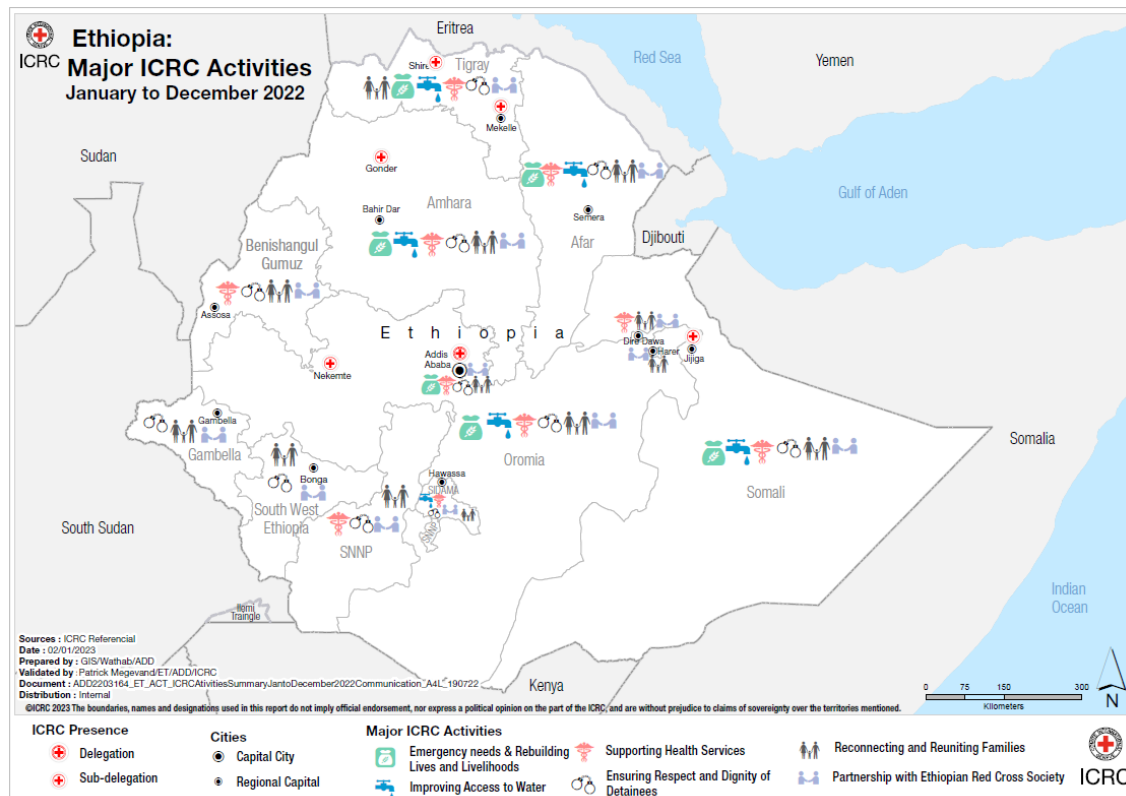 ICRC
Ethiopia:
Major ICRC Activities
January to December 2022
Eritrea
Red Sea
Yemen
Shire
Tigray
Mekelle
Sudan
Gonder
Gulf of Aden
Bahir Dar
Amhara
Semera
Afar
Djibouti
Benishangul
Gumuz
Assosa
Ethiopia
Dire Dawa
Harer
Jijiga
Addis
Ababa
Nekemte
Gambella
Gambella
Oromia
Somalia
Bonga
Hawassa
SIDAMA
Somali
South West
Ethiopia
SNNP
SNNP
South Sudan
Ilemi
Traingle
Indian
Ocean
Kenya
Sources : ICRC Referencial
Date : 02/01/2023
Prepared by : GIS/Wathab/ADD
Validated by : Patrick Megevand/ET/ADD/ICRC
Document : ADD2203164_ET_ACT_ICRCAtivitiesSummaryJantoDecember2022Communication_A4L_190722
Distribution : Internal
0 75 150 300
Kilometers
N
©ICRC 2023 The boundaries, names and designations used in this report do not imply official endorsement, nor express a political opinion on the part of the ICRC, and are without prejudice to claims of sovereignty over the territories mentioned.
ICRC Presence
Delegation
Sub-delegation
Cities
Capital City
Regional Capital
Major ICRC Activities
Emergency needs & Rebuilding
Lives and Livelihoods
Improving Access to Water
Supporting Health Services
Ensuring Respect and Dignity of
Detainees
Reconnecting and Reuniting Families
Partnership with Ethiopian Red Cross Society
ICRC